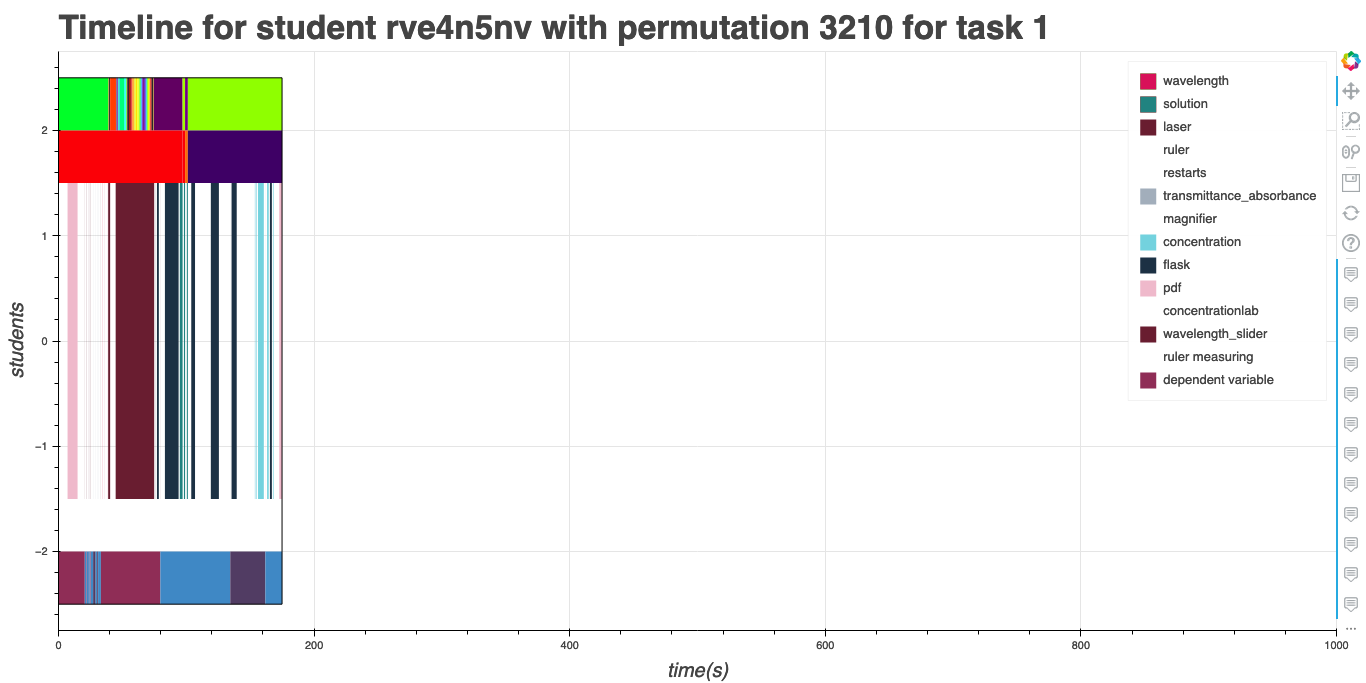 Timeline for student rve4n5nv with permutation 3210 for task 1
wavelength
solution
laser
ruler
restarts
transmittance_absorbance
magnifier
concentration
flask
pdf
concentrationlab
wavelength_slider
ruler measuring
dependent variable
2
1
0
−1
−2
students
0 200 400 600 800 1000
time(s)